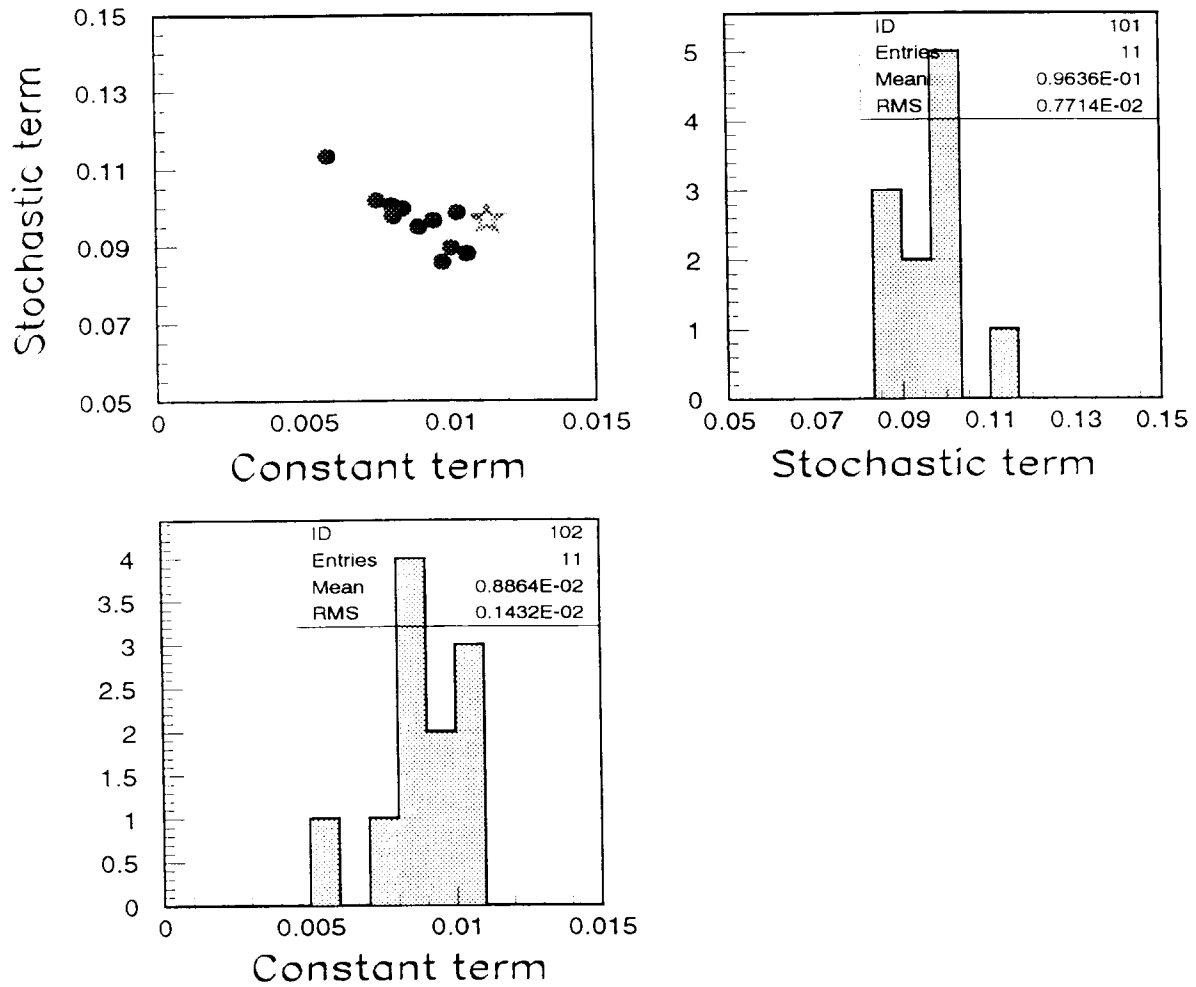 Stochastic term
0.15
0.13
0.11
0.09
0.07
0.05
0 0.005 0.01 0.015
Constant term
ID 101
Entries 11
Mean 0.9636E-01
RMS 0.7714E-02
5
4
3
2
1
0
0.05 0.07 0.09 0.11 0.13 0.15
Stochastic term
ID 102
Entries 11
Mean 0.8864E-02
RMS 0.1432E-02
4
3.5
3
2.5
2
1.5
1
0.5
0
0 0.005 0.01 0.015
Constant term